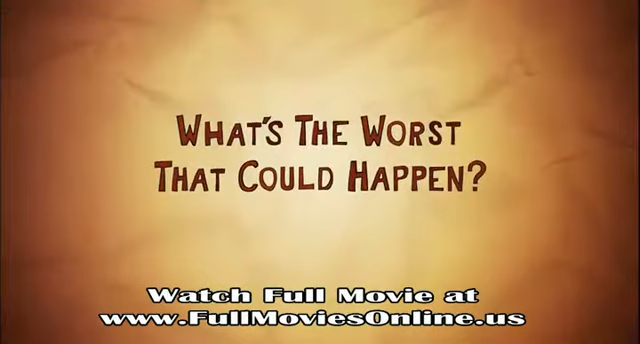 WHAT'S THE WORST
THAT COULD HAPPEN?
Watch Full Movie at
www.FullMoviesOnline.us